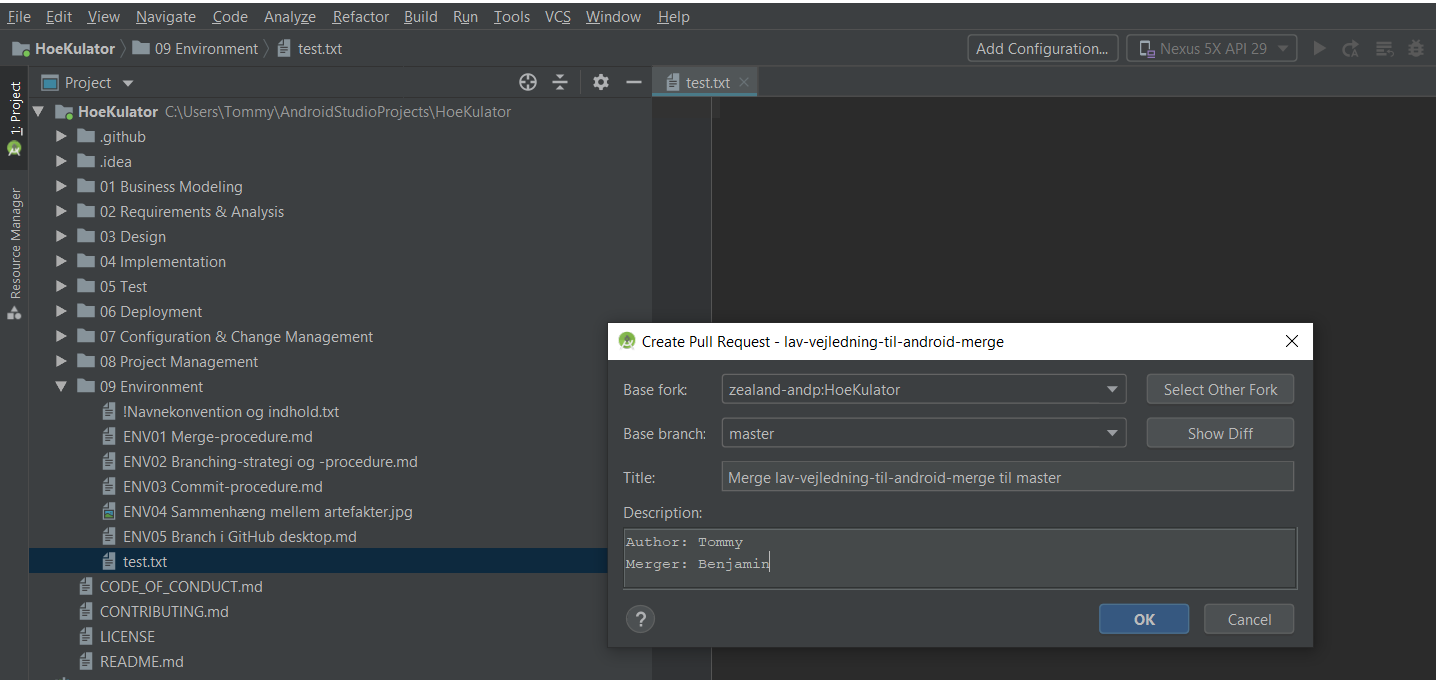 File Edit View Navigate Code Analyze Refactor Build Run Tools VCS Window Help
HoeKulator 09 Environment test.txt Add Configuration... Nexus 5X API 29
1: Project
Resource Manager
Project
test.txt
HoeKulator C:\Users\Tommy\AndroidStudioProjects\HoeKulator
.github
.idea
01 Business Modeling
02 Requirements & Analysis
03 Design
04 Implementation
05 Test
06 Deployment
07 Configuration & Change Management
08 Project Management
09 Environment
!Navnekonvention og indhold.txt
ENV01 Merge-procedure.md
ENV02 Branching-strategi og -procedure.md
ENV03 Commit-procedure.md
ENV04 Sammenhæng mellem artefakter.jpg
ENV05 Branch i GitHub desktop.md
test.txt
CODE_OF_CONDUCT.md
CONTRIBUTING.md
LICENSE
README.md
Create Pull Request - lav-vejledning-til-android-merge
Base fork: zealand-andp:HoeKulator Select Other Fork
Base branch: master Show Diff
Title: Merge lav-vejledning-til-android-merge til master
Description:
Author: Tommy
Merger: Benjamin
? OK Cancel